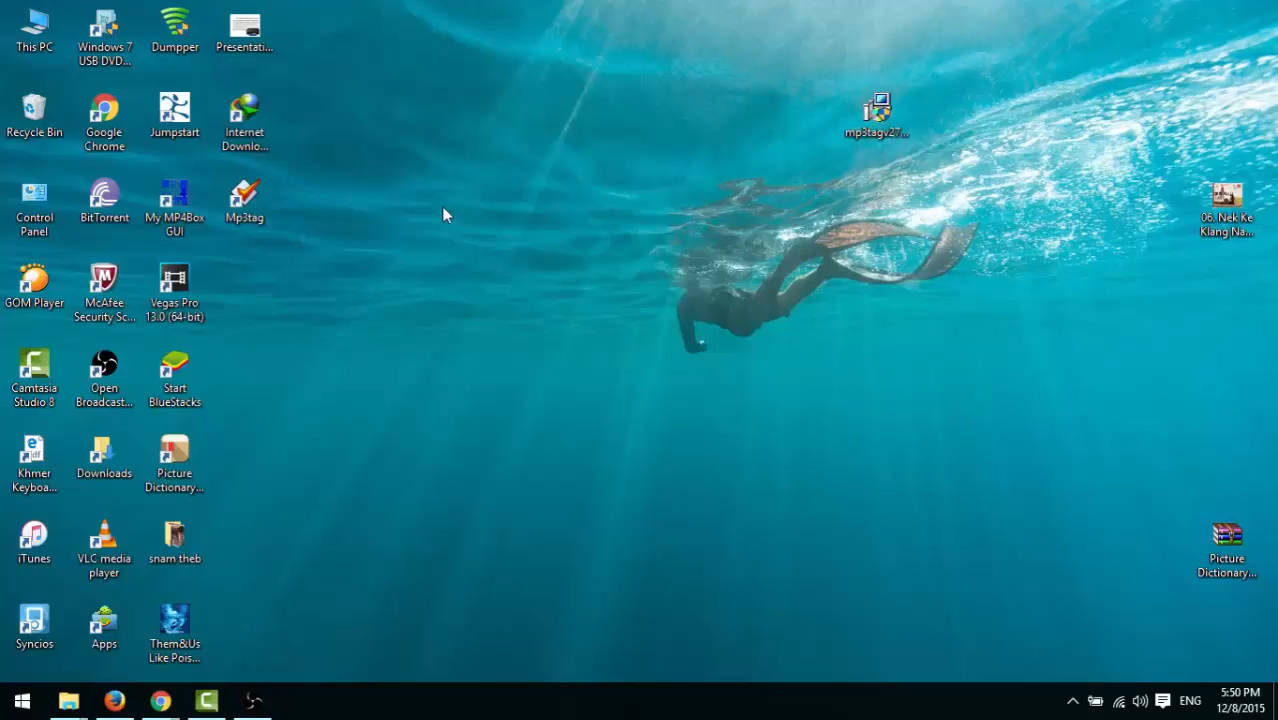 This PC
Windows 7
USB DVD...
Dumpper
Presentati...
Recycle Bin
Google
Chrome
Jumpstart
Internet
Downlo...
mp3tagv27...
Control
Panel
BitTorrent
My MP4Box
GUI
Mp3tag
06. Nek Ke
Klang Na...
GOM Player
McAfee
Security Sc...
Vegas Pro
13.0 (64-bit)
Camtasia
Studio 8
Open
Broadcast...
Start
BlueStacks
Khmer
Keyboa...
Downloads
Picture
Dictionary...
iTunes
VLC media
player
snam theb
Picture
Dictionary...
Syncios
Apps
Them&Us
Like Pois...
ENG
5:50 PM
12/8/2015